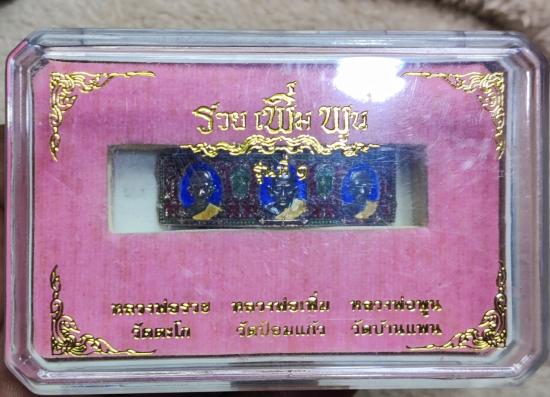 รวย เพิ่ม พูน
รุ่นที่ ๑
หลวงพ่อรวย หลวงพ่อเพิ่ม หลวงพ่อพูน
วัดตะโก วัดป้อมแก้ว วัดบ้านแพน